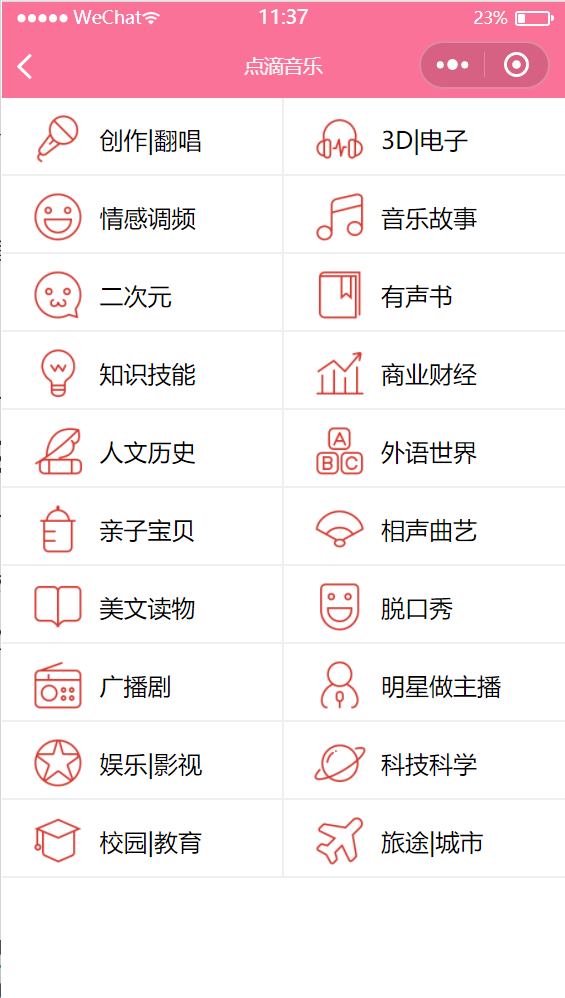 ●●●●● WeChat 11:37 23%
点滴音乐
创作|翻唱 3D|电子
情感调频 音乐故事
二次元 有声书
知识技能 商业财经
人文历史 A B C 外语世界
亲子宝贝 相声曲艺
美文读物 脱口秀
广播剧 明星做主播
娱乐|影视 科技科学
校园|教育 旅途|城市